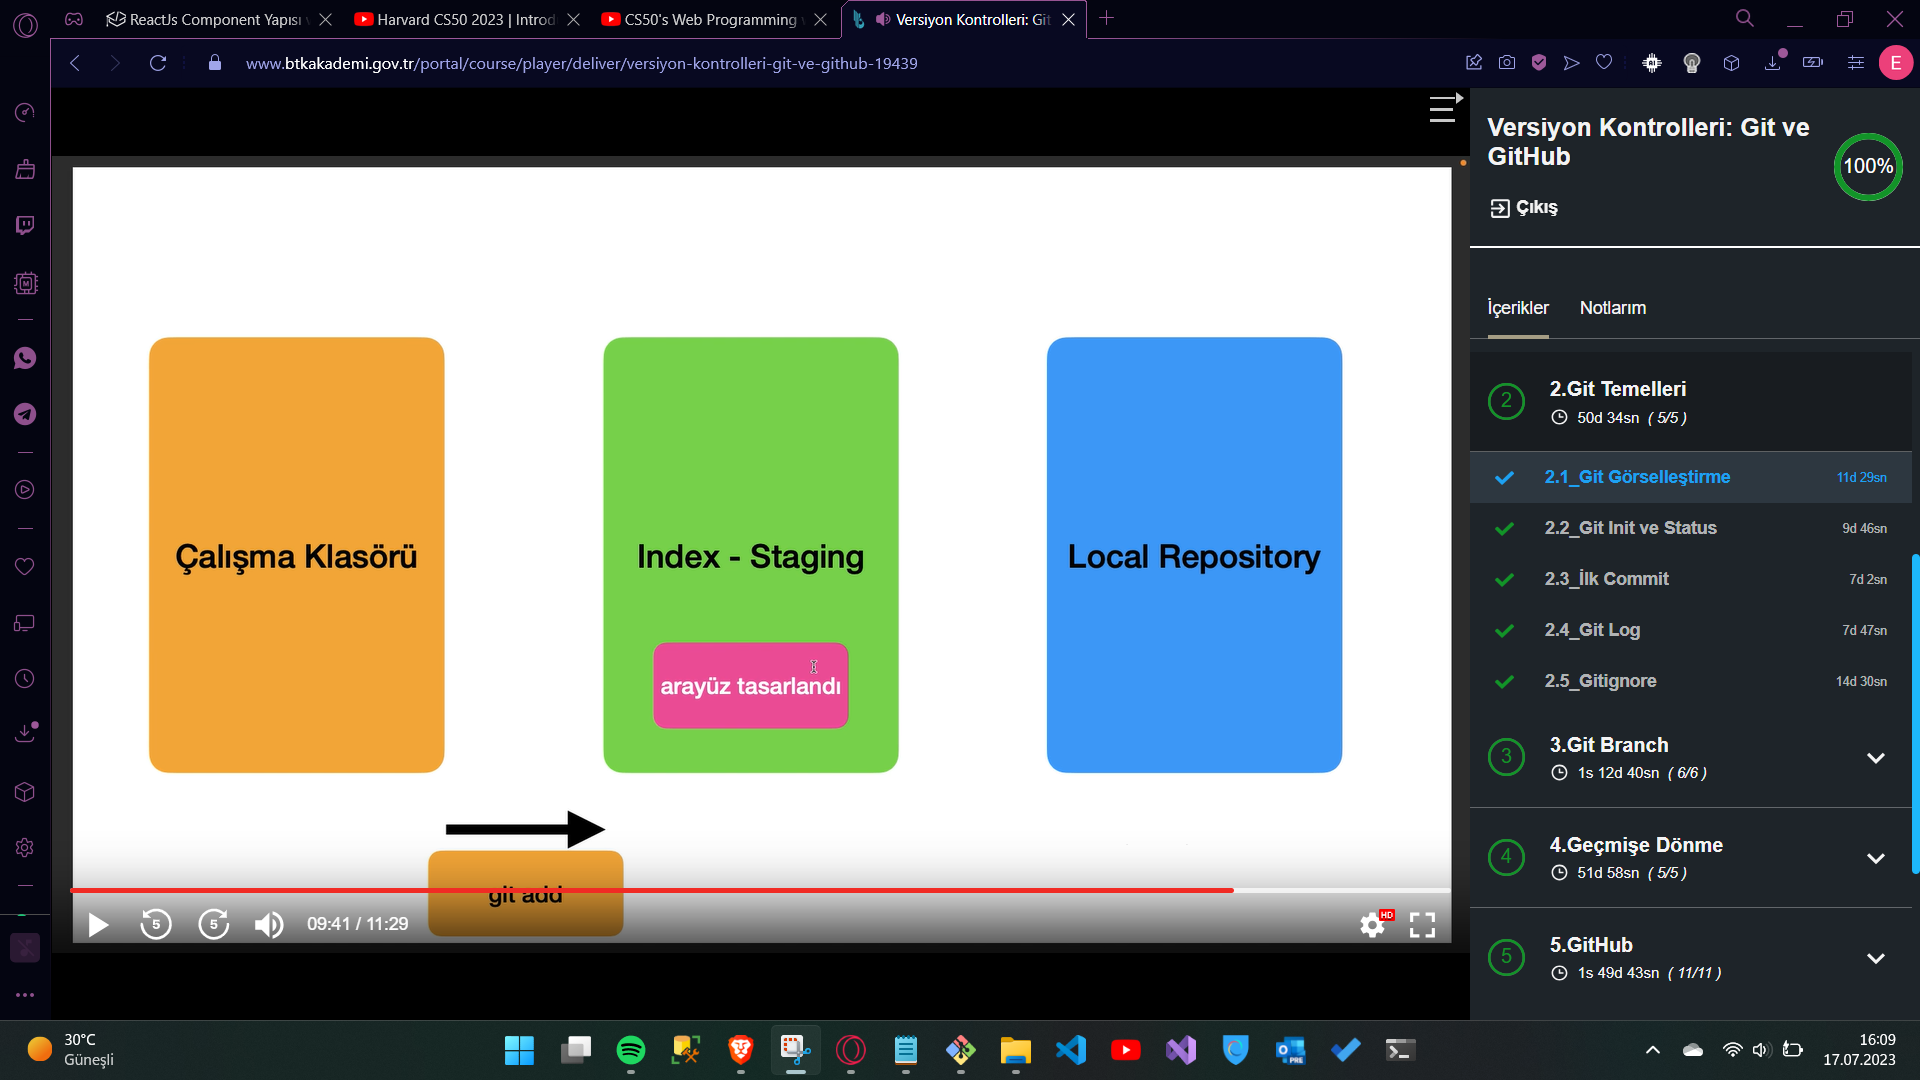 ReactJs Component Yapısı
Harvard CS50 2023 | Introd
CS50's Web Programming
Versiyon Kontrolleri: Git
www.btkakademi.gov.tr/portal/course/player/deliver/versiyon-kontrolleri-git-ve-github-19439
E
Versiyon Kontrolleri: Git ve
GitHub
100%
Çıkış
İçerikler
Notlarım
2
2.Git Temelleri
50d 34sn ( 5/5 )
2.1_Git Görselleştirme
11d 29sn
2.2_Git Init ve Status
9d 46sn
2.3_İlk Commit
7d 2sn
2.4_Git Log
7d 47sn
2.5_Gitignore
14d 30sn
3
3.Git Branch
1s 12d 40sn ( 6/6 )
4
4.Geçmişe Dönme
51d 58sn ( 5/5 )
5
5.GitHub
1s 49d 43sn ( 11/11 )
Çalışma Klasörü
Index - Staging
Local Repository
arayüz tasarlandı
git add
5
5
09:41 / 11:29
HD
30°C
Güneşli
PRE
16:09
17.07.2023